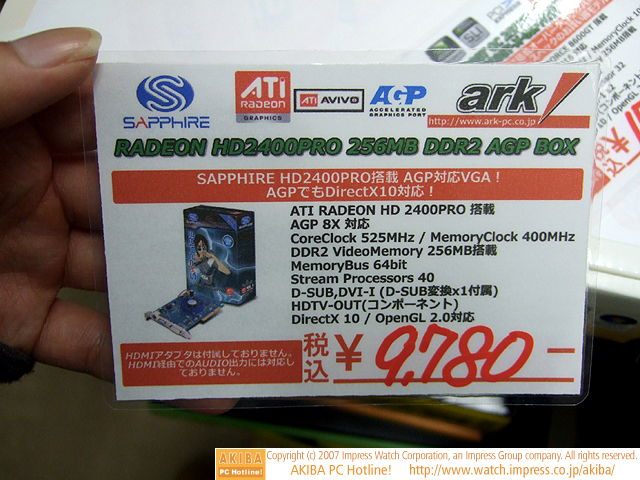 SAPPHIRE
ATI
RADEON
GRAPHICS
ATI AVIVO
AGP
ACCELERATED
GRAPHICS PORT
ark
http://www.ark-pc.co.jp
RADEON HD2400PRO 256MB DDR2 AGP BOX
SAPPHIRE HD2400PRO搭載 AGP対応VGA!
AGPでもDirectX10対応!
ATI RADEON HD 2400PRO 搭載
AGP 8X 対応
CoreClock 525MHz / MemoryClock 400MHz
DDR2 VideoMemory 256MB搭載
MemoryBus 64bit
Stream Processors 40
D-SUB,DVI-I (D-SUB変換x1付属)
HDTV-OUT(コンポーネント)
DirectX 10 / OpenGL 2.0対応
SAPPHIRE
HDMIアダプタは付属しておりません。
HDMI経由でのAUDIO出力には対応し
ておりません。
税込 ¥9,780-
SLI
8600GT 搭載
MemoryClock
256MB
OpenGL
http://
AKIBA
PC Hotline!
Copyright (c) 2007 Impress Watch Corporation, an Impress Group company. All rights reserved.
AKIBA PC Hotline! http://www.watch.impress.co.jp/akiba/